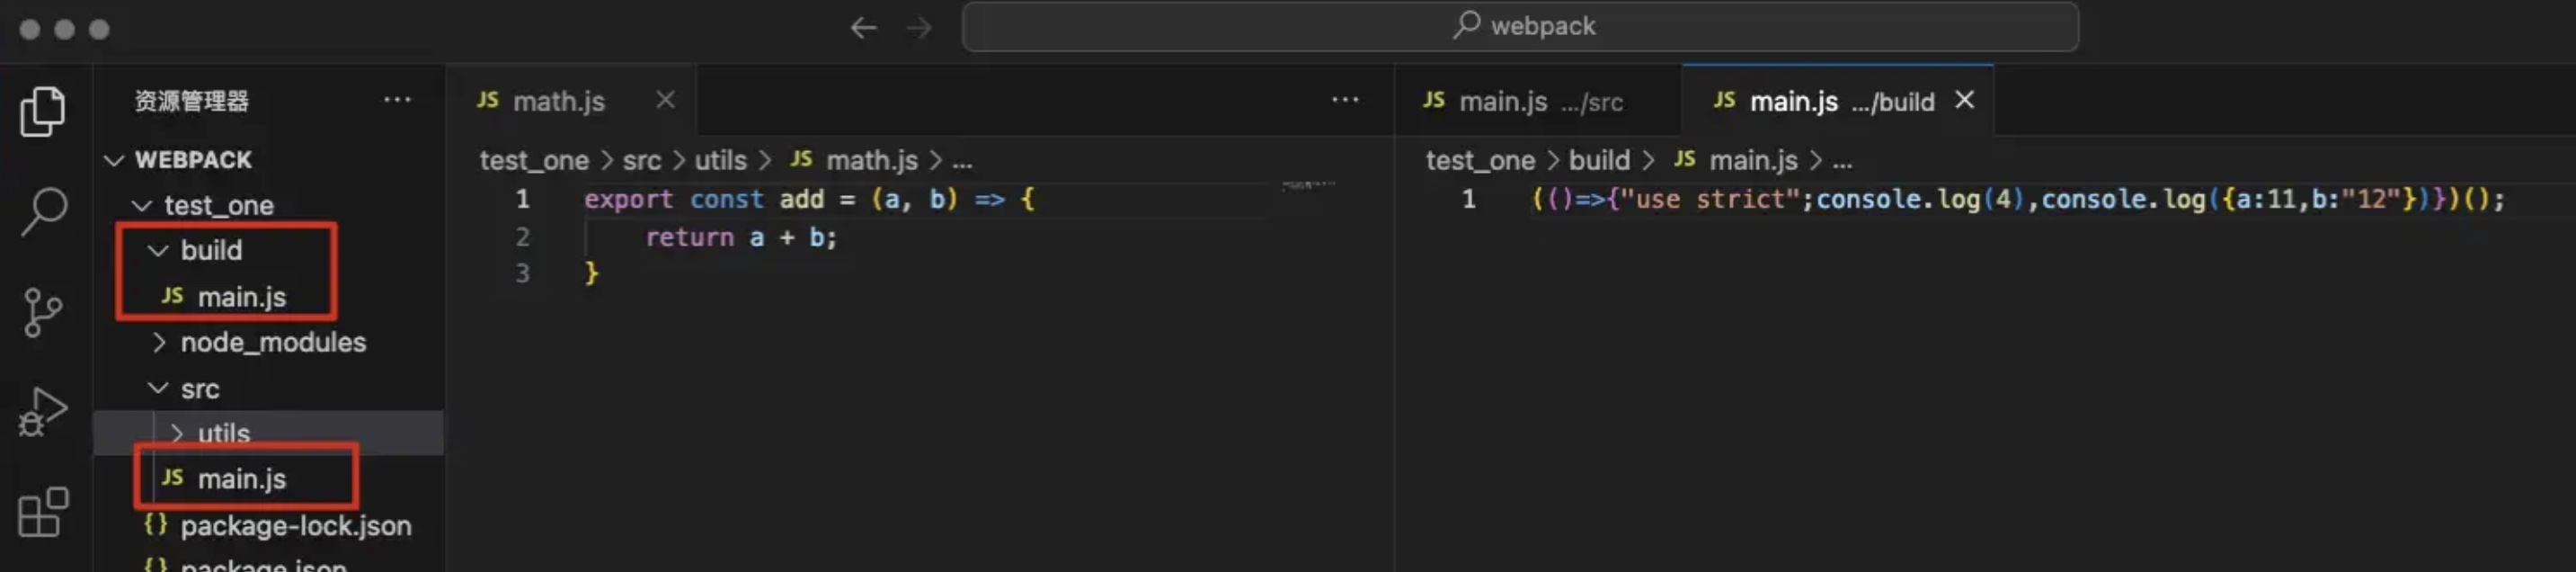 webpack
资源管理器 ...
WEBPACK
test_one
build
JS main.js
node_modules
src
utils
JS main.js
{} package-lock.json
{} package.json
JS math.js
...
test_one > src > utils > JS math.js > ...
1 export const add = (a, b) => {
2 return a + b;
3 }
JS main.js .../src
JS main.js .../build
test_one > build > JS main.js > ...
1 (()=>{"use strict";console.log(4),console.log({a:11,b:"12"})})();